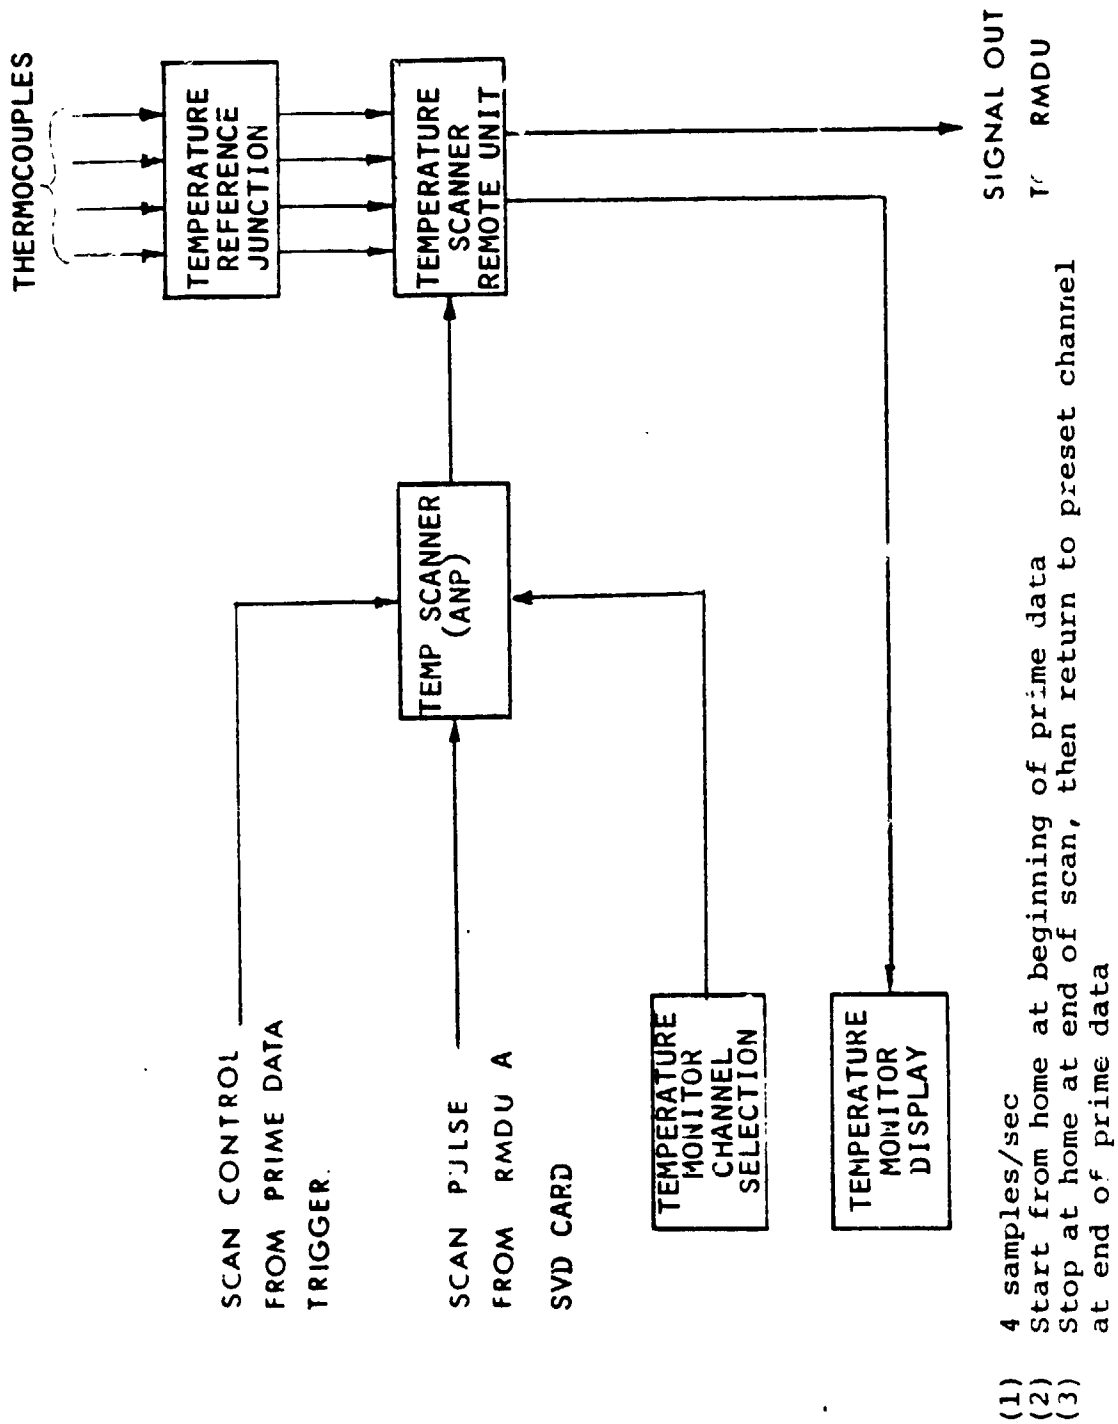 THERMOCOUPLES
TEMPERATURE
REFERENCE
JUNCTION
TEMPERATURE
SCANNER
REMOTE UNIT
TEMP SCANNER
(ANP)
SCAN CONTROL
FROM PRIME DATA
TRIGGER.
SCAN PULSE
FROM RMDU A
SVD CARD
TEMPERATURE
MONITOR
CHANNEL
SELECTION
TEMPERATURE
MONITOR
DISPLAY
SIGNAL OUT
RMDU
(1) 4 samples/sec
(2) Start from home at beginning of prime data
(3) Stop at home at end of scan, then return to preset channel
at end of prime data